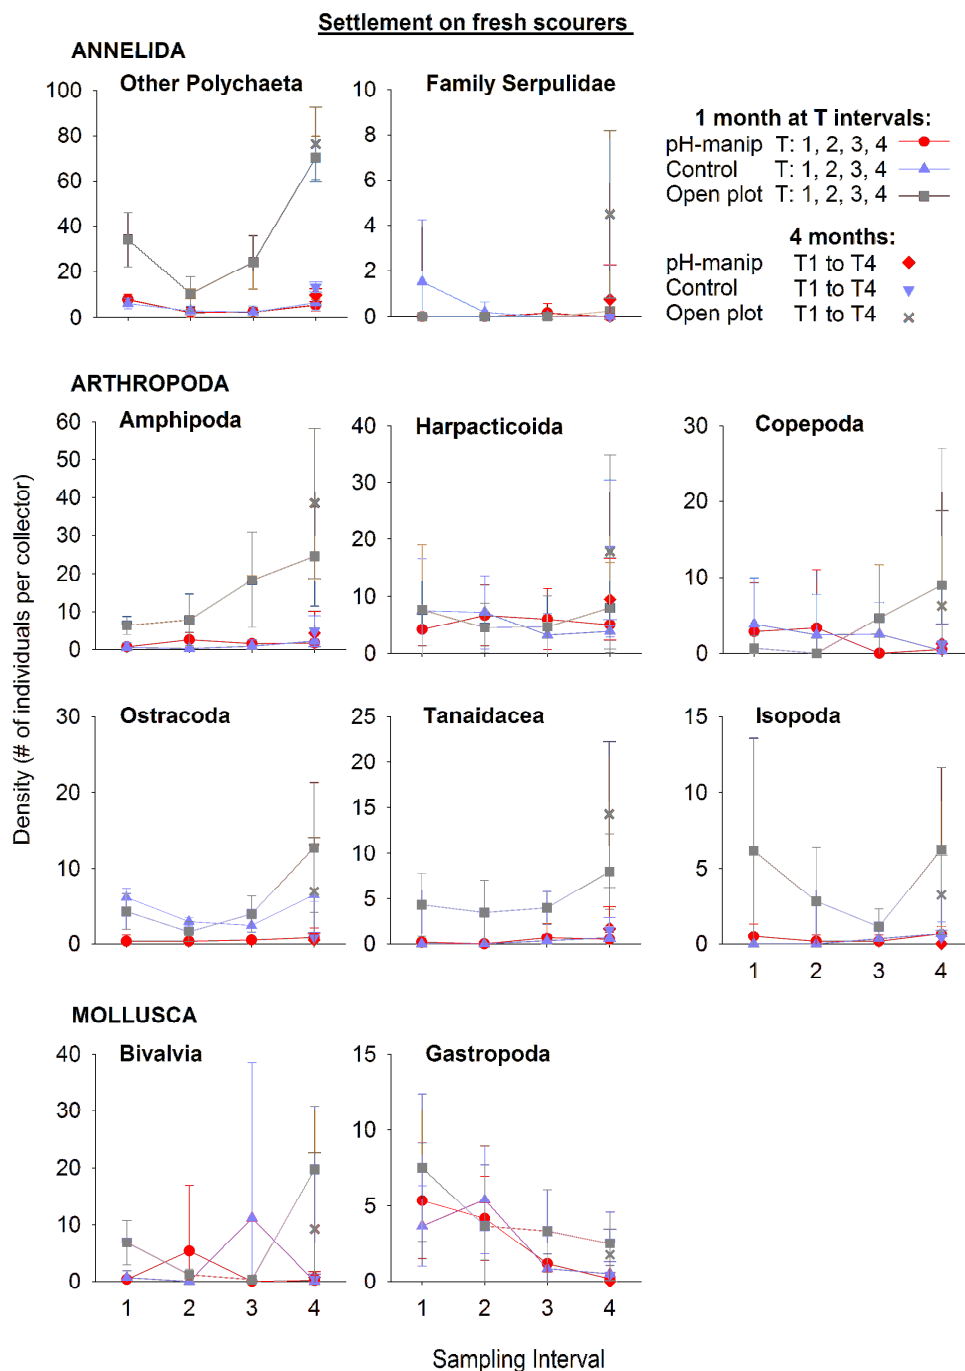 Settlement on fresh scourers
ANNELIDA
Other Polychaeta
Family Serpulidae
100
80
60
40
20
0
10
8
6
4
2
0
1 month at T intervals:
pH-manip T: 1, 2, 3, 4
Control T: 1, 2, 3, 4
Open plot T: 1, 2, 3, 4
4 months:
pH-manip T1 to T4
Control T1 to T4
Open plot T1 to T4
ARTHROPODA
Amphipoda
Harpacticoida
Copepoda
60
50
40
30
20
10
0
40
30
20
10
0
30
20
10
0
Density (# of individuals per collector)
Ostracoda
Tanaidacea
Isopoda
30
20
10
0
25
20
15
10
5
0
15
10
5
0
1 2 3 4
MOLLUSCA
Bivalvia
Gastropoda
40
30
20
10
0
15
10
5
0
1 2 3 4
1 2 3 4
Sampling Interval